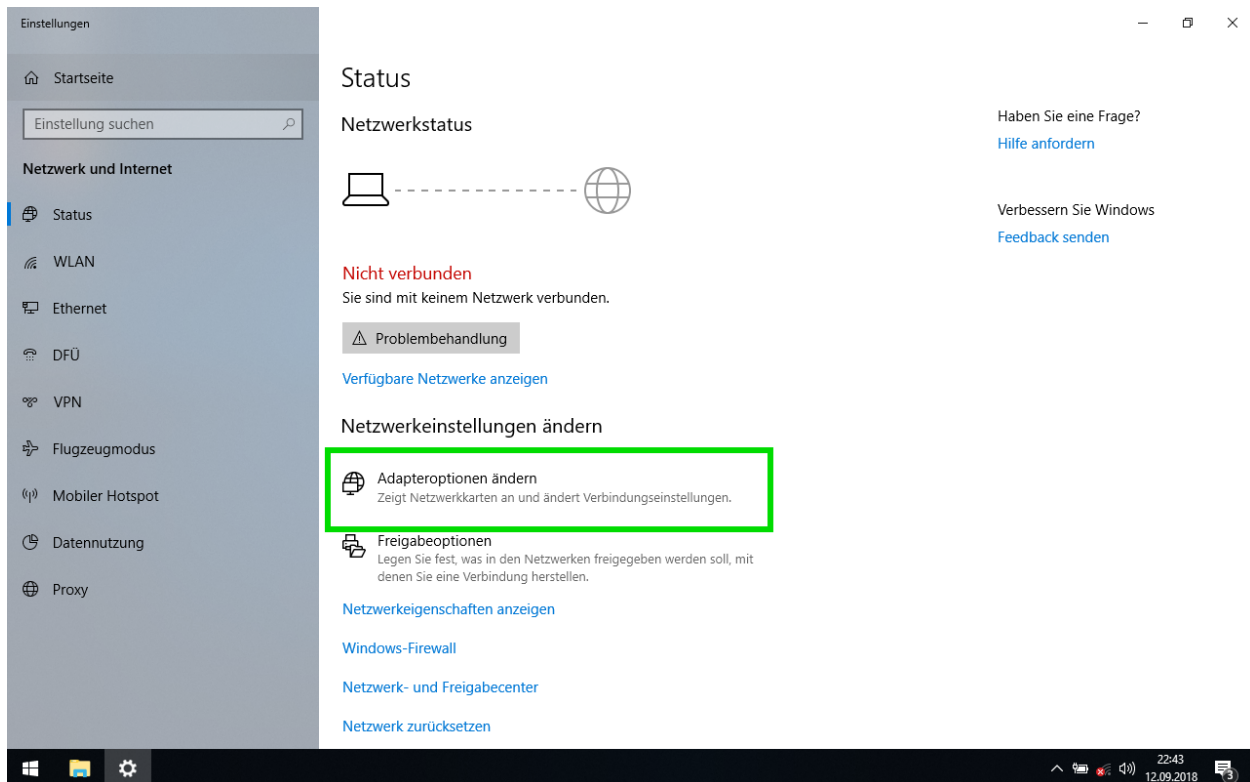 Einstellungen
Startseite
Einstellung suchen
Netzwerk und Internet
Status
WLAN
Ethernet
DFÜ
VPN
Flugzeugmodus
Mobiler Hotspot
Datennutzung
Proxy
Status
Netzwerkstatus
Nicht verbunden
Sie sind mit keinem Netzwerk verbunden.
Problembehandlung
Verfügbare Netzwerke anzeigen
Netzwerkeinstellungen ändern
Adapteroptionen ändern
Zeigt Netzwerkkarten an und ändert Verbindungseinstellungen.
Freigabeoptionen
Legen Sie fest, was in den Netzwerken freigegeben werden soll, mit
denen Sie eine Verbindung herstellen.
Netzwerkeigenschaften anzeigen
Windows-Firewall
Netzwerk- und Freigabecenter
Netzwerk zurücksetzen
Haben Sie eine Frage?
Hilfe anfordern
Verbessern Sie Windows
Feedback senden
22:43
12.09.2018
3